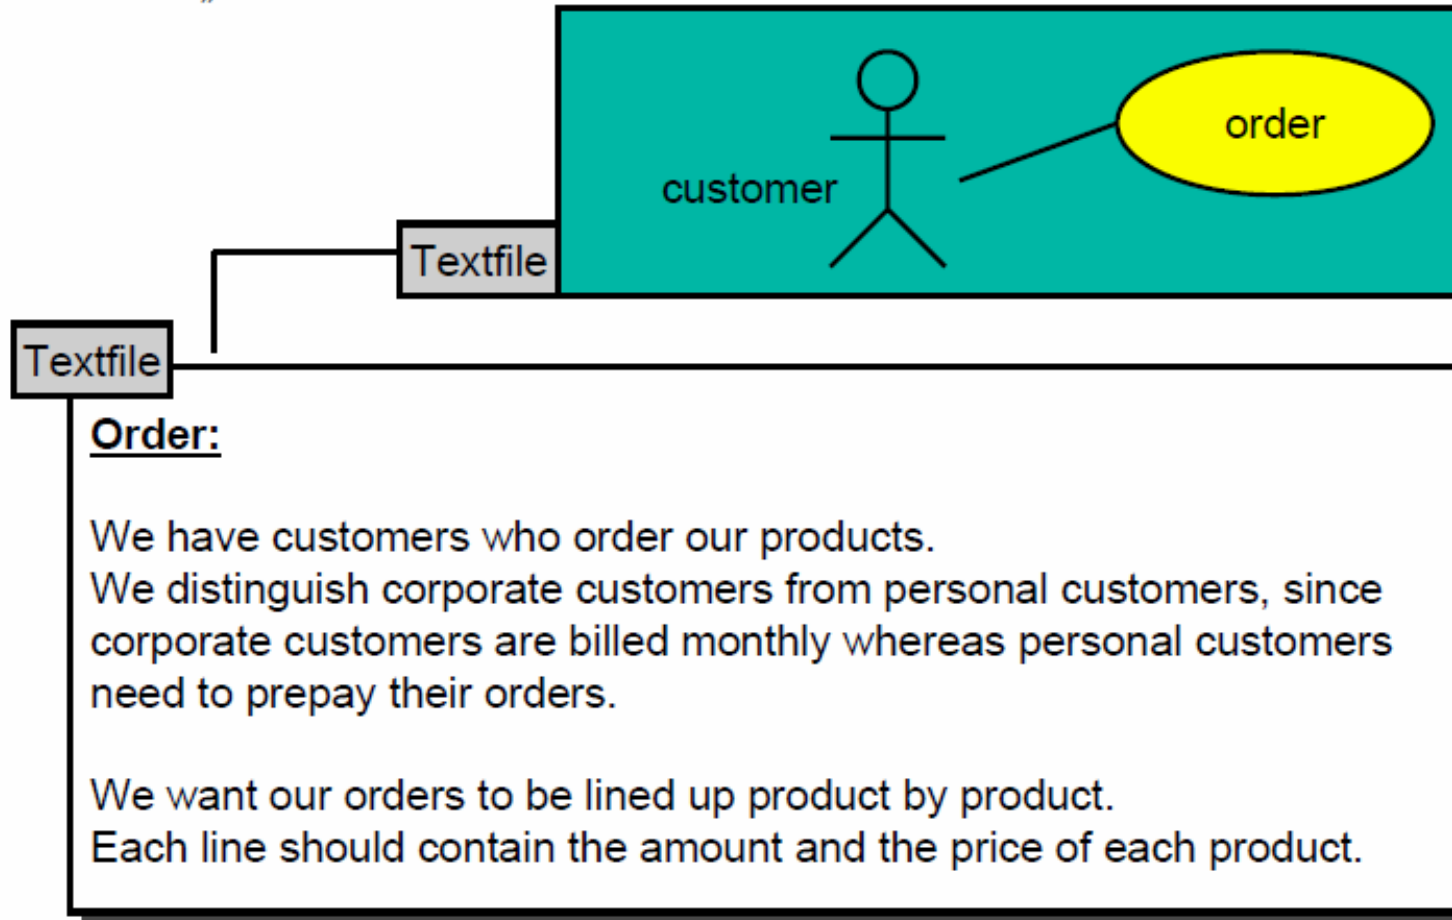 order
customer
Textfile
Textfile
Order:
We have customers who order our products.
We distinguish corporate customers from personal customers, since
corporate customers are billed monthly whereas personal customers
need to prepay their orders.
We want our orders to be lined up product by product.
Each line should contain the amount and the price of each product.